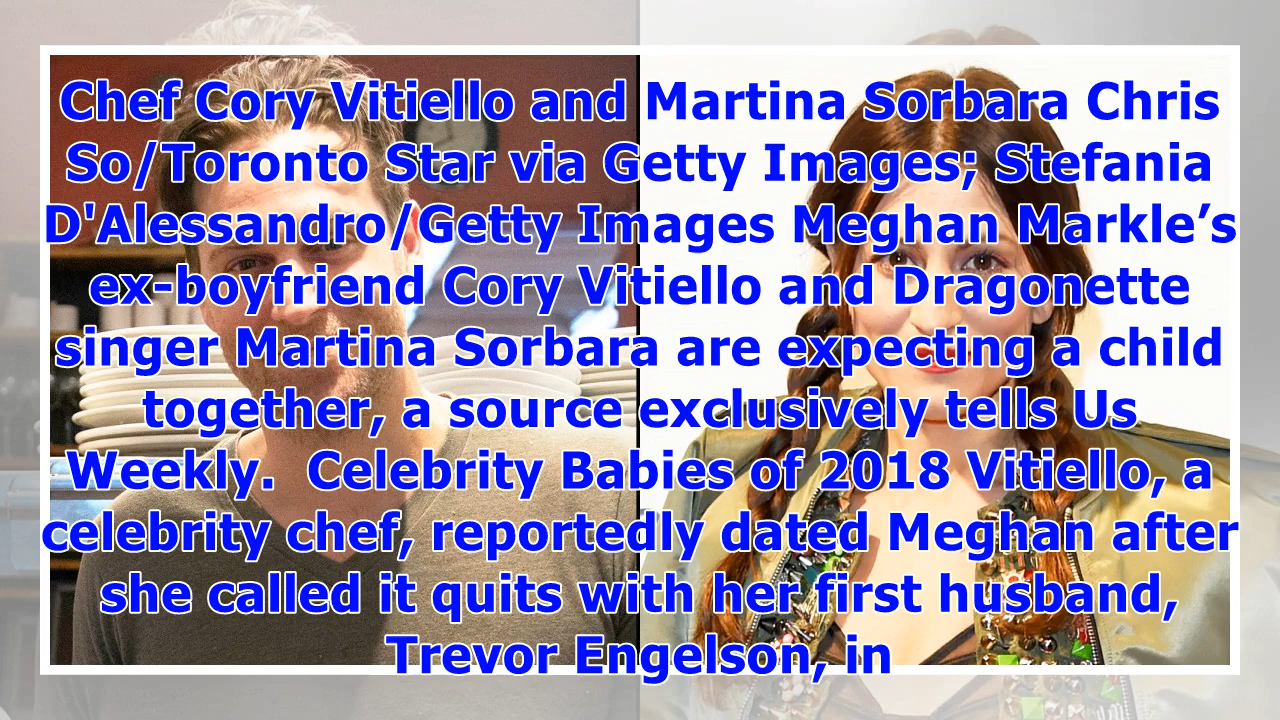 Chef Cory Vitiello and Martina Sorbara Chris
So/Toronto Star via Getty Images; Stefania
D'Alessandro/Getty Images Meghan Markle’s
ex-boyfriend Cory Vitiello and Dragonette
singer Martina Sorbara are expecting a child
together, a source exclusively tells Us
Weekly.  Celebrity Babies of 2018 Vitiello, a
celebrity chef, reportedly dated Meghan after
she called it quits with her first husband,
Trevor Engelson, in